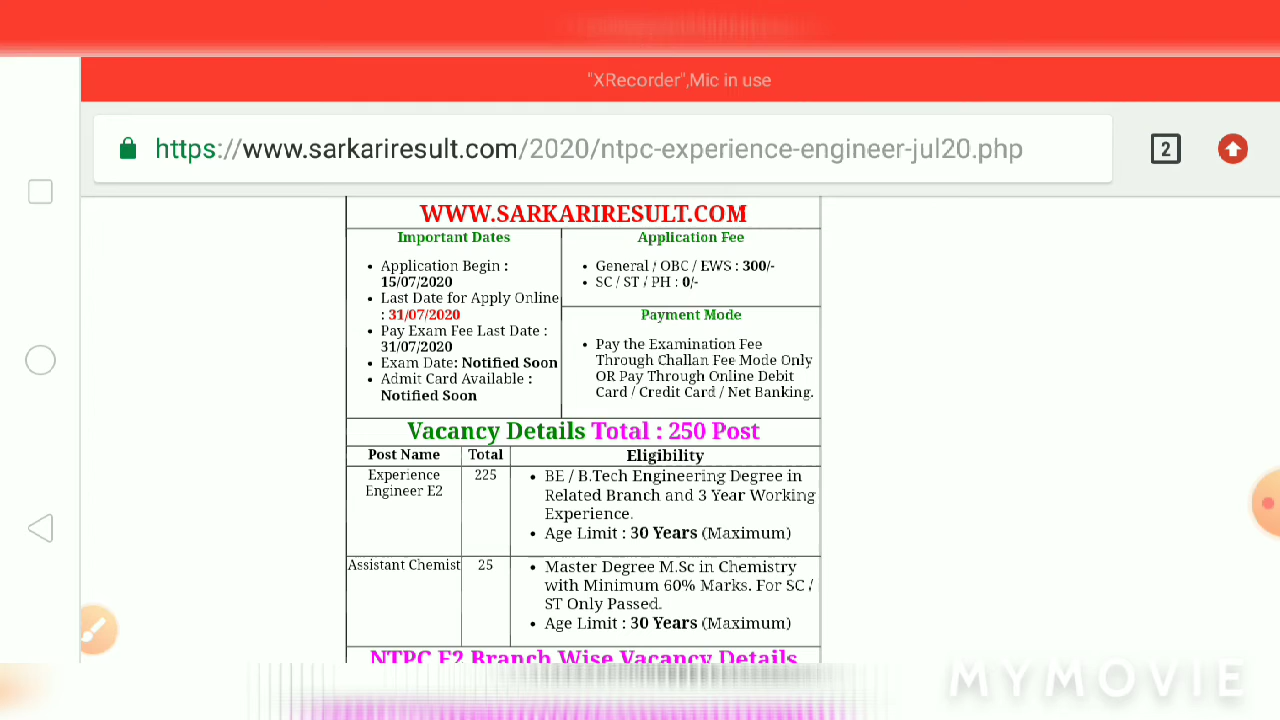 "XRecorder",Mic in use
https://www.sarkariresult.com/2020/ntpc-experience-engineer-jul20.php
2
WWW.SARKARIRESULT.COM
Important Dates
• Application Begin :
15/07/2020
• Last Date for Apply Online
: 31/07/2020
• Pay Exam Fee Last Date :
31/07/2020
• Exam Date: Notified Soon
• Admit Card Available :
Notified Soon
Application Fee
• General / OBC / EWS : 300/-
• SC / ST / PH : 0/-
Payment Mode
• Pay the Examination Fee
Through Challan Fee Mode Only
OR Pay Through Online Debit
Card / Credit Card / Net Banking.
Vacancy Details Total : 250 Post
Post Name Total Eligibility
Experience
Engineer E2
225
• BE / B.Tech Engineering Degree in
Related Branch and 3 Year Working
Experience.
• Age Limit : 30 Years (Maximum)
Assistant Chemist
25
• Master Degree M.Sc in Chemistry
with Minimum 60% Marks. For SC /
ST Only Passed.
• Age Limit : 30 Years (Maximum)
NTPC E2 Branch Wise Vacancy Details
MYMOVIE